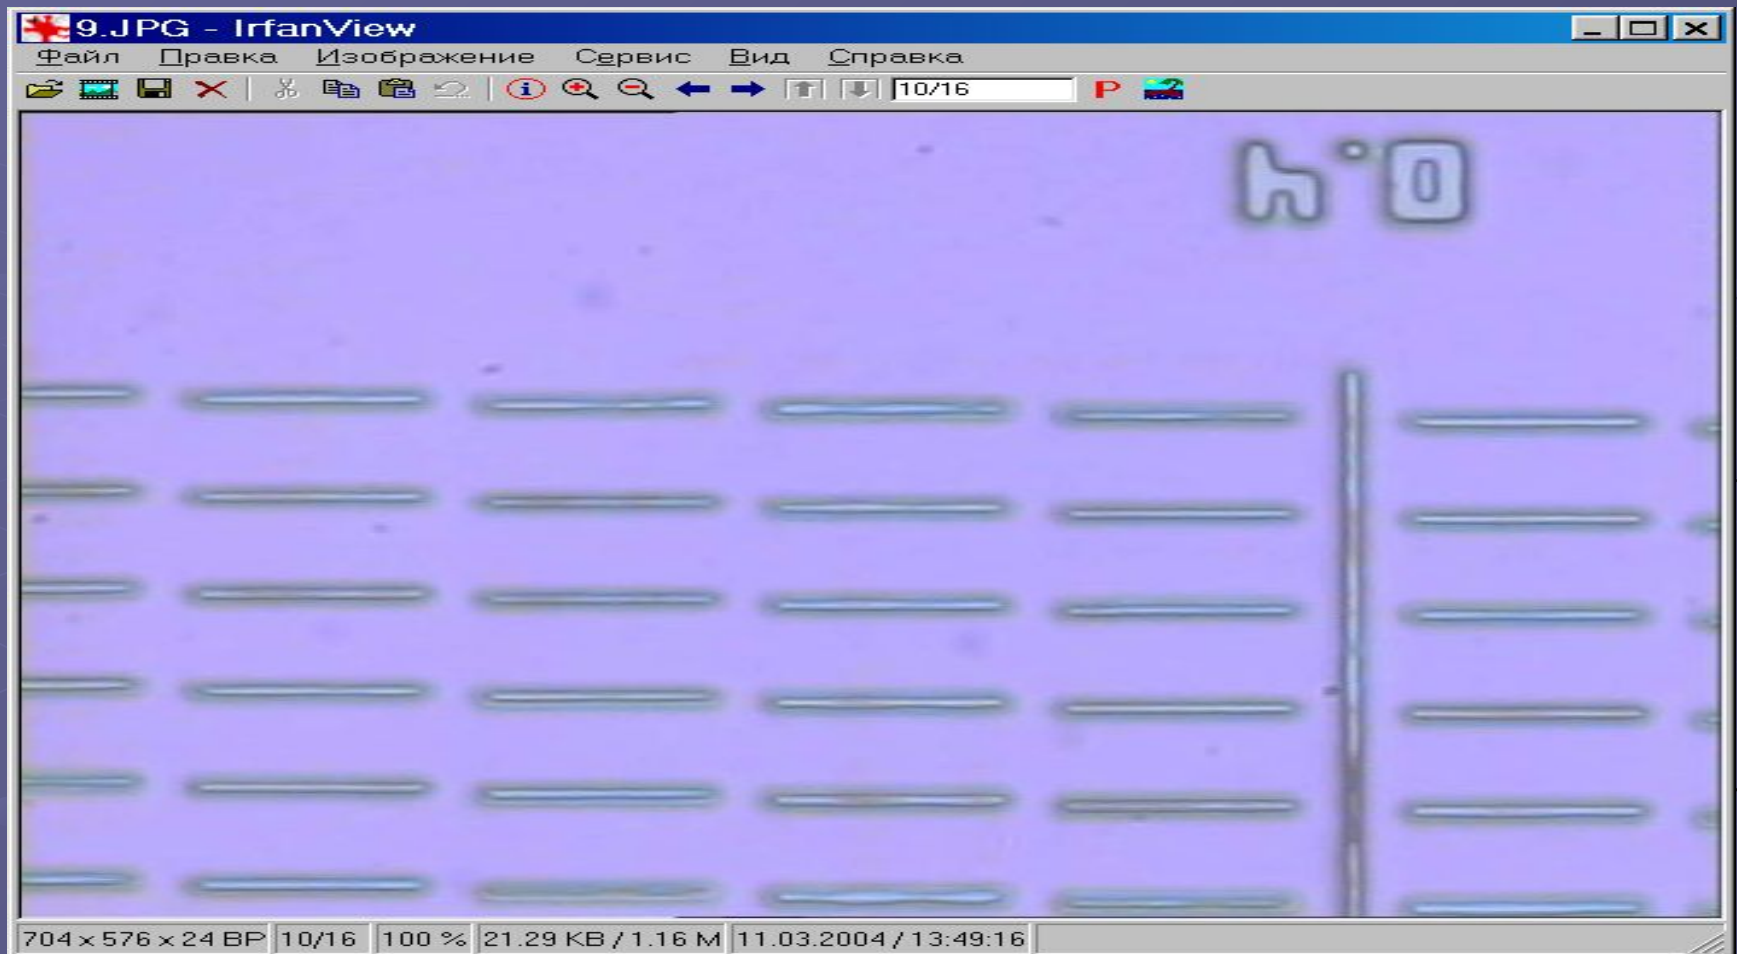 9.JPG - IrfanView
Файл Правка Изображение Сервис Вид Справка
10/16 P
0.4
704 x 576 x 24 BP 10/16 100 % 21.29 KB / 1.16 M 11.03.2004 / 13:49:16